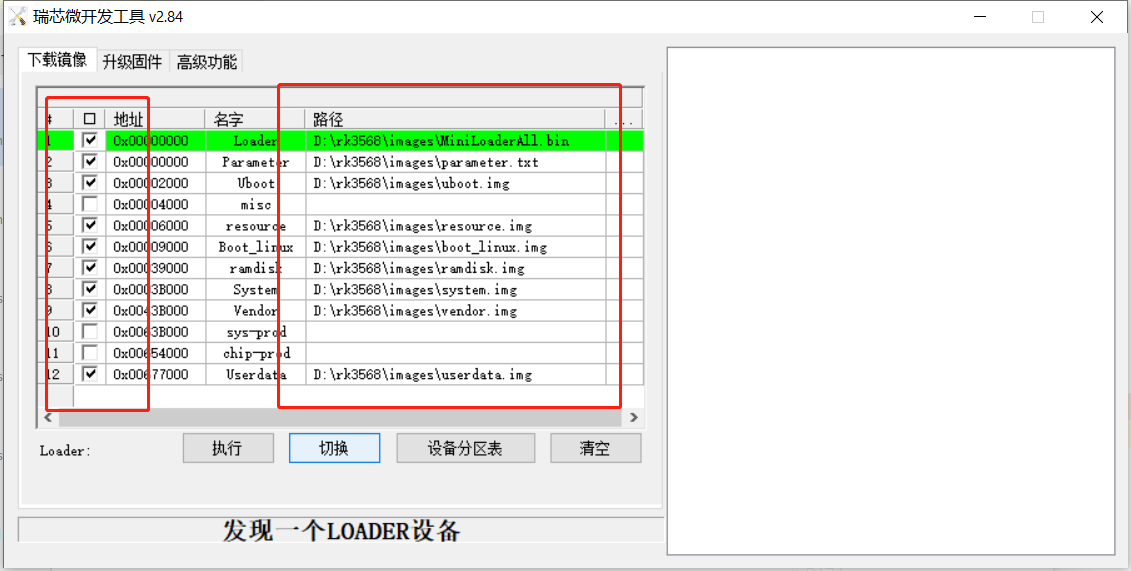 瑞芯微开发工具 v2.84
下载镜像 升级固件 高级功能
# 地址 名字 路径 ...
1 0x00000000 Loader D:\rk3568\images\MiniLoaderAll.bin
2 0x00000000 Parameter D:\rk3568\images\parameter.txt
3 0x00002000 Uboot D:\rk3568\images\uboot.img
4 0x00004000 misc
5 0x00006000 resource D:\rk3568\images\resource.img
6 0x00009000 Boot_linux D:\rk3568\images\boot_linux.img
7 0x00039000 ramdisk D:\rk3568\images\ramdisk.img
8 0x0003B000 System D:\rk3568\images\system.img
9 0x0043B000 Vendor D:\rk3568\images\vendor.img
10 0x0063B000 sys-prod
11 0x00654000 chip-prod
12 0x00677000 Userdata D:\rk3568\images\userdata.img
Loader: 执行 切换 设备分区表 清空
发现一个LOADER设备